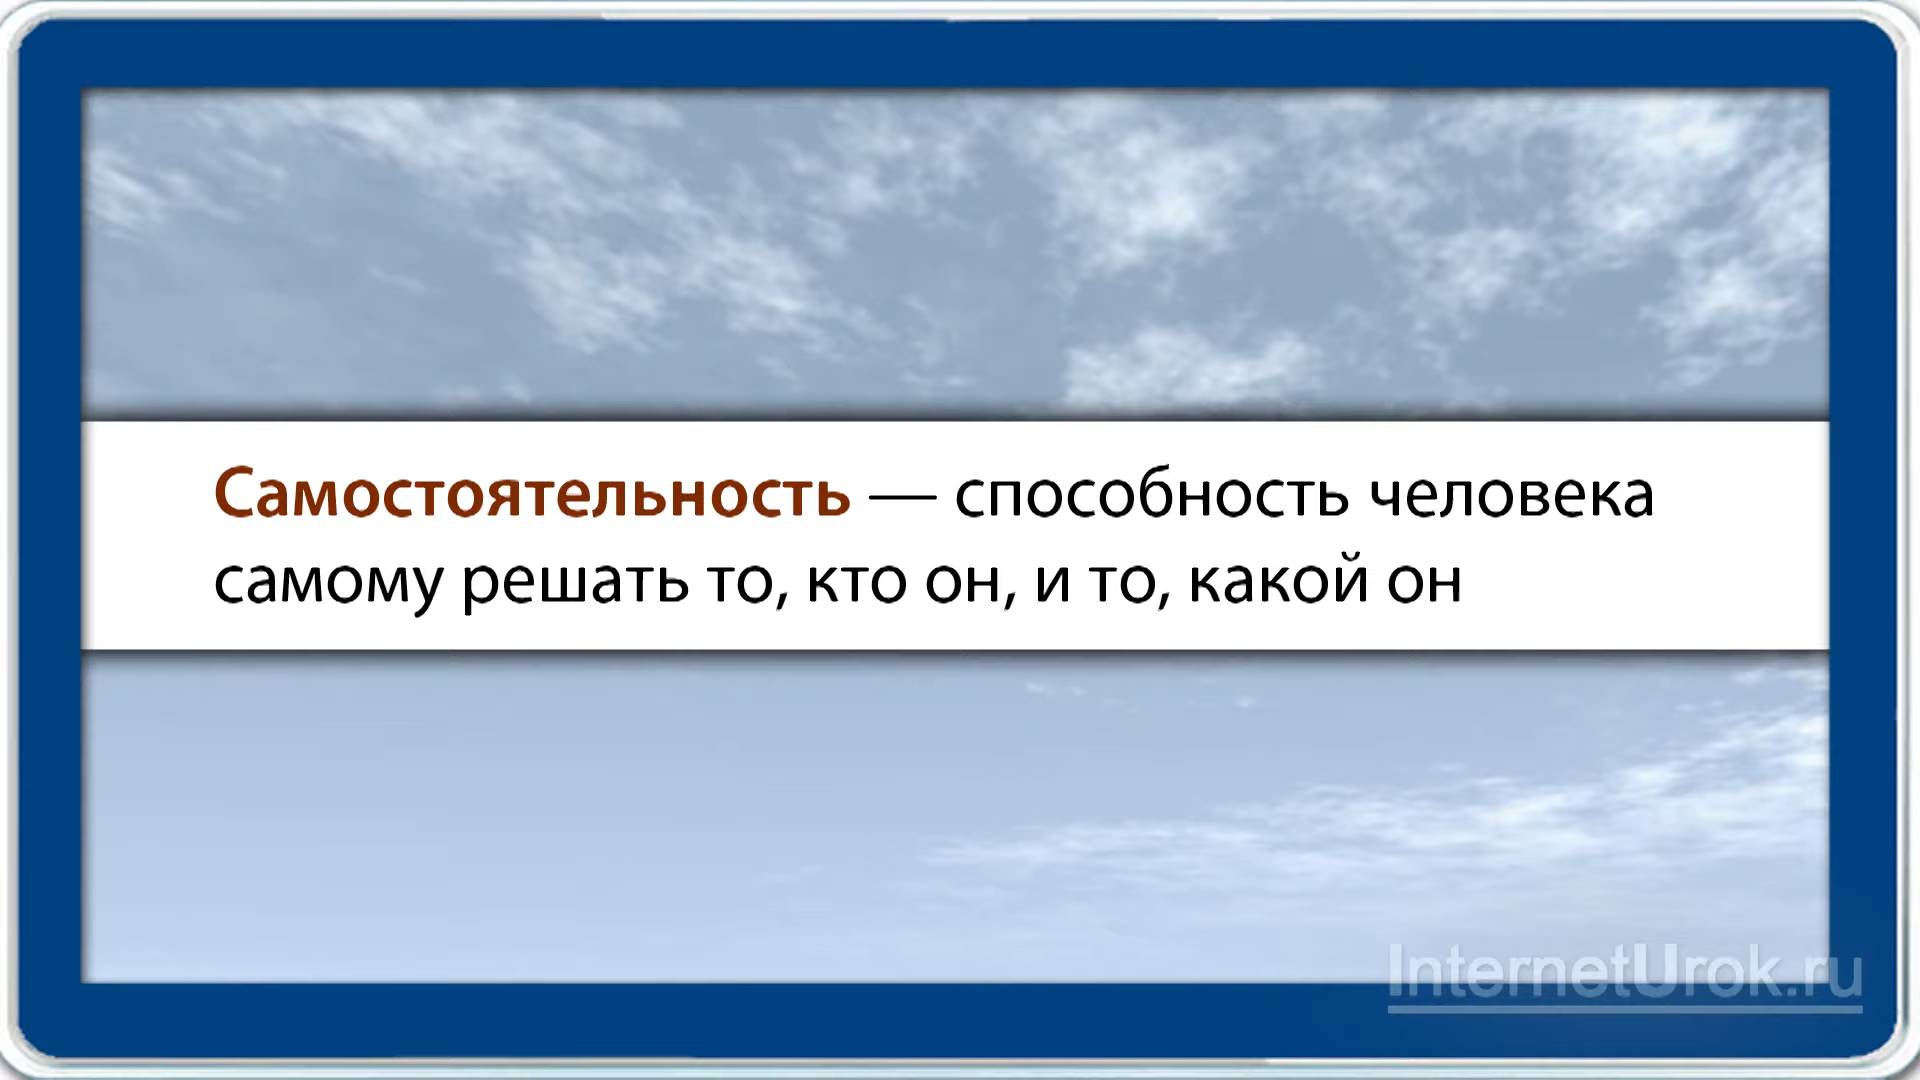 Самостоятельность — способность человека
самому решать то, кто он, и то, какой он
InternetUrok.ru